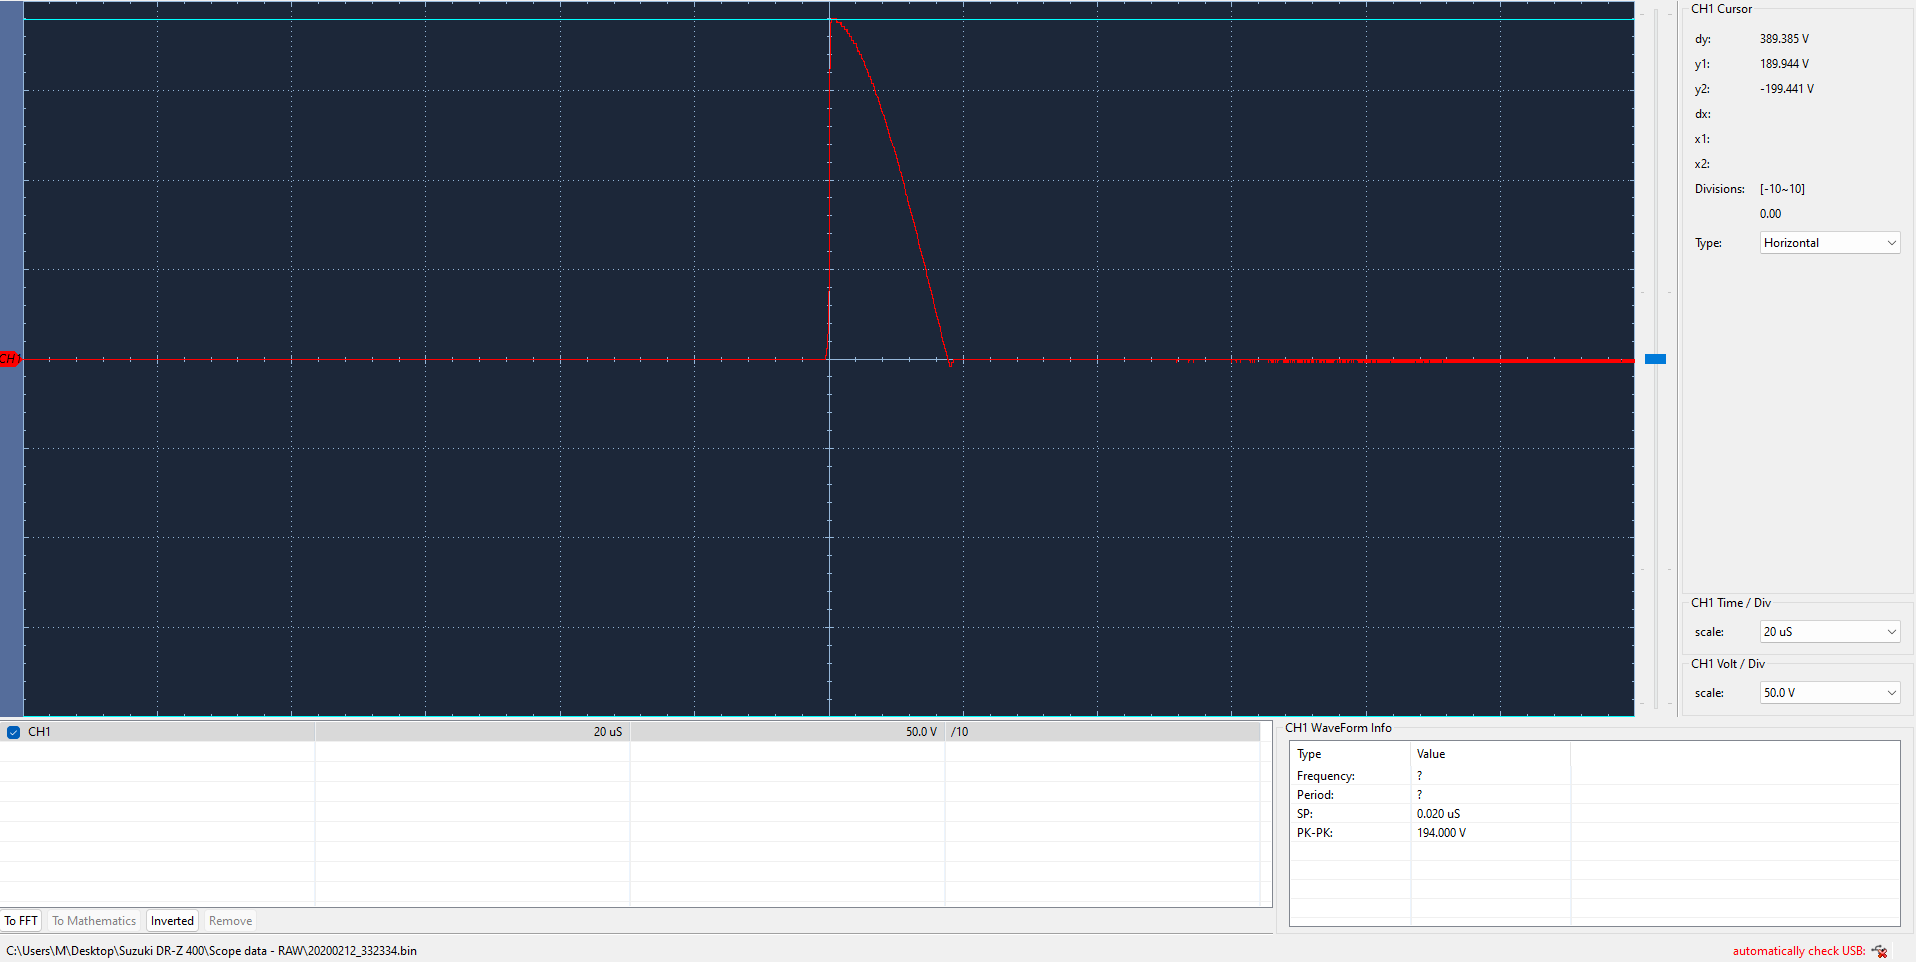 CH1
CH1 Cursor
dy: 389.385 V
y1: 189.944 V
y2: -199.441 V
dx:
x1:
x2:
Divisions: [-10~10]
0.00
Type: Horizontal
CH1 Time / Div
scale: 20 uS
CH1 Volt / Div
scale: 50.0 V
CH1 20 uS 50.0 V /10
CH1 WaveForm Info
Type Value
Frequency: ?
Period: ?
SP: 0.020 uS
PK-PK: 194.000 V
To FFT To Mathematics Inverted Remove
C:\Users\M\Desktop\Suzuki DR-Z 400\Scope data - RAW\20200212_332334.bin
automatically check USB: